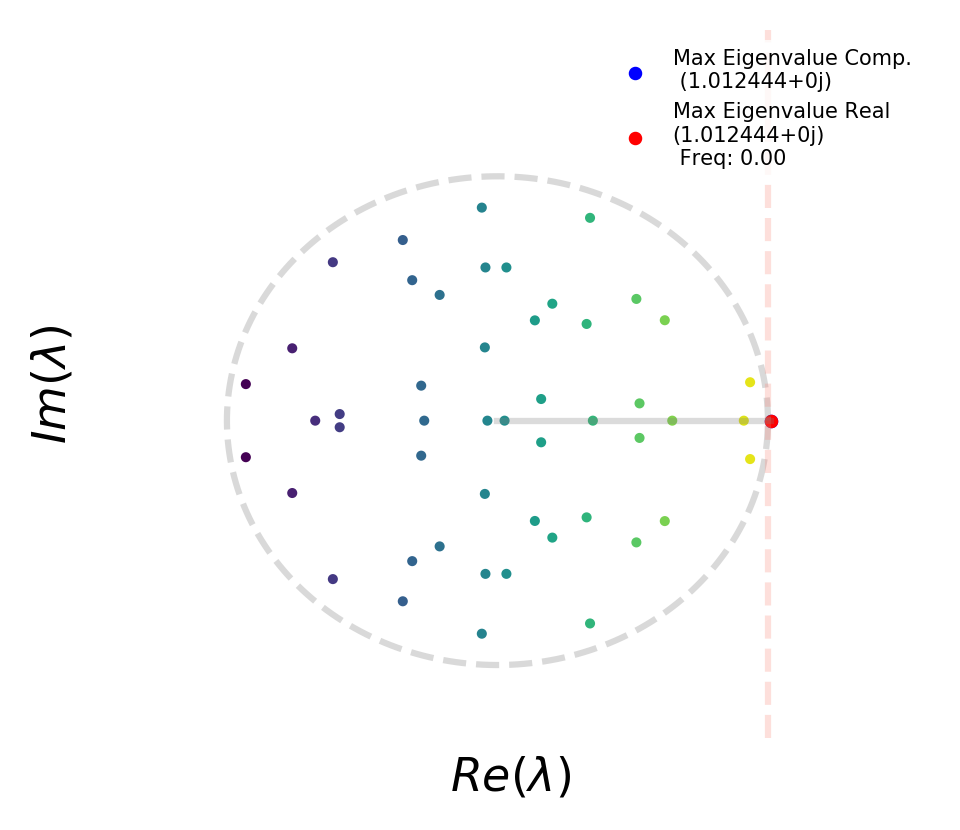 Max Eigenvalue Comp.
(1.012444+0j)
Max Eigenvalue Real
(1.012444+0j)
Freq: 0.00
Im(λ)
Re(λ)